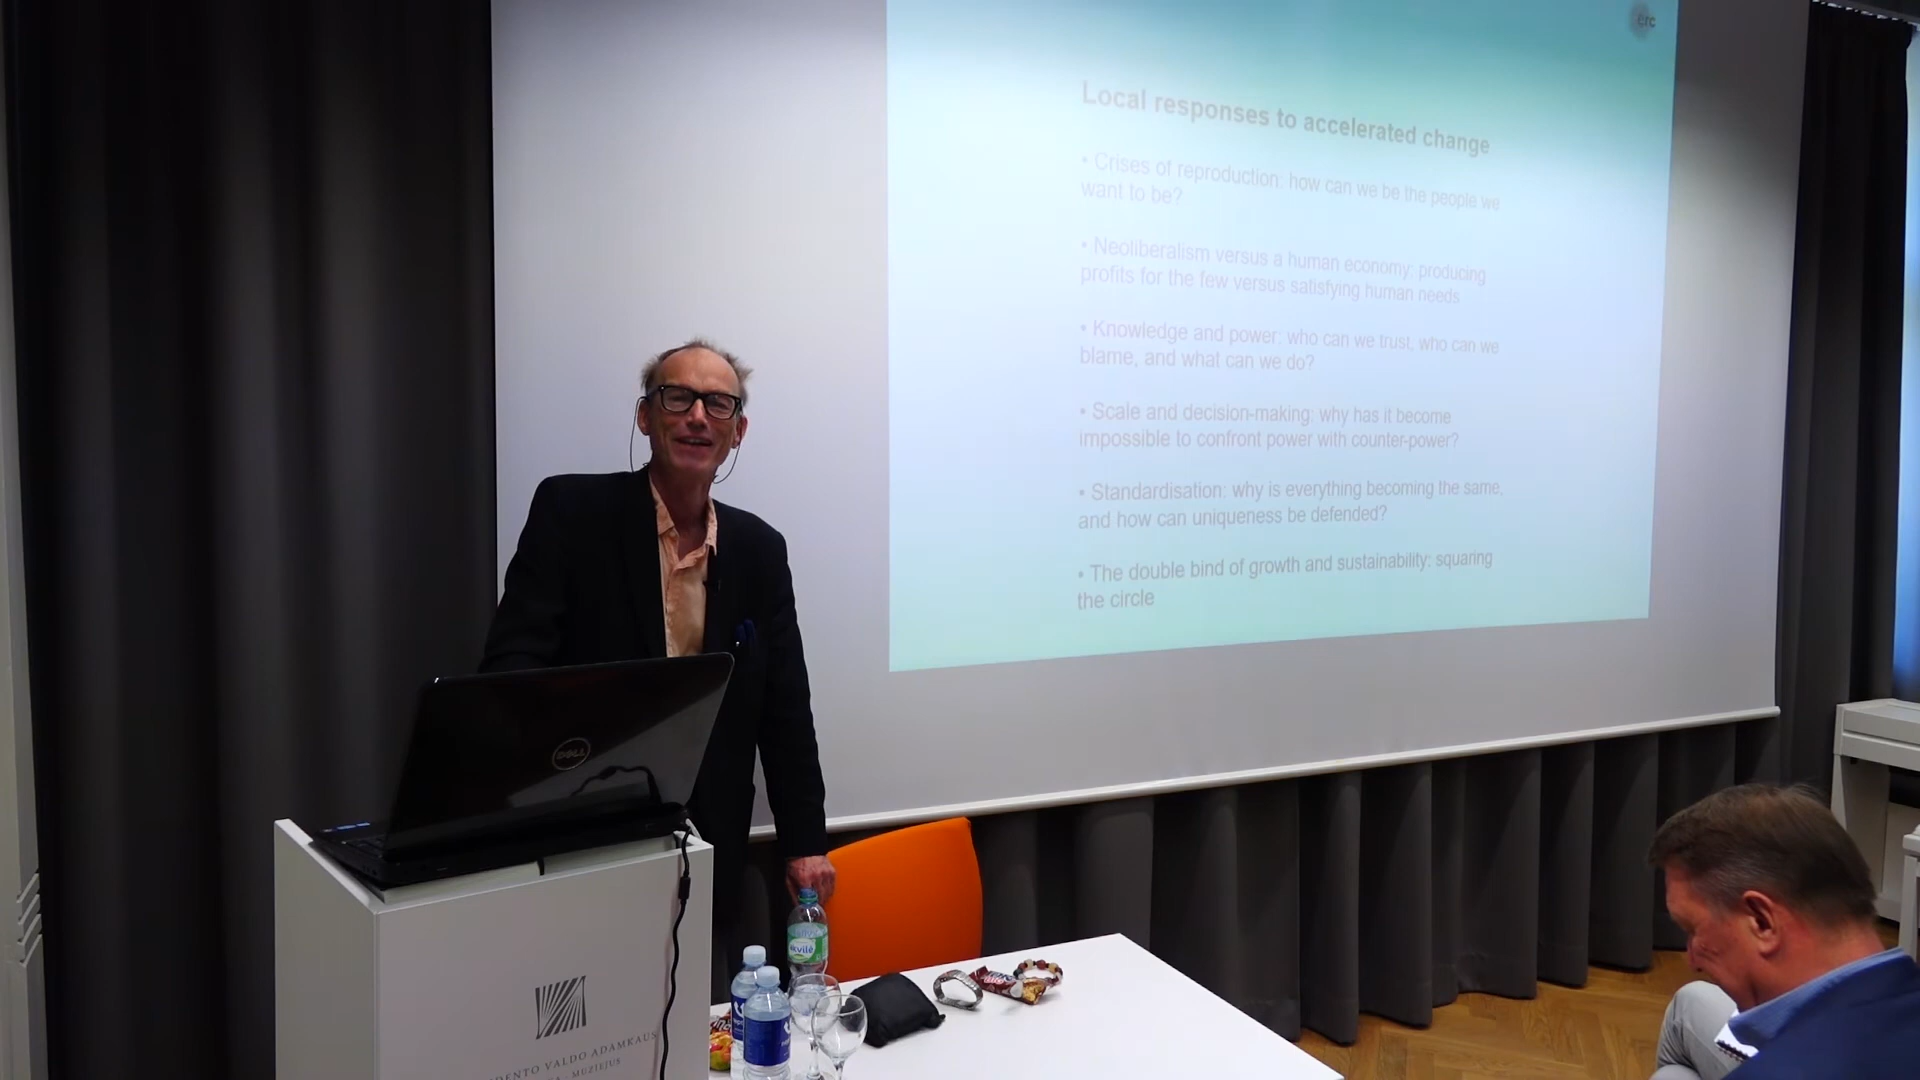 erc
Local responses to accelerated change
• Crises of reproduction: how can we be the people we
want to be?
• Neoliberalism versus a human economy: producing
profits for the few versus satisfying human needs
• Knowledge and power: who can we trust, who can we
blame, and what can we do?
• Scale and decision-making: why has it become
impossible to confront power with counter-power?
• Standardisation: why is everything becoming the same,
and how can uniqueness be defended?
• The double bind of growth and sustainability: squaring
the circle
DELL
VALDO ADAMKAUS
MUZIEJUS